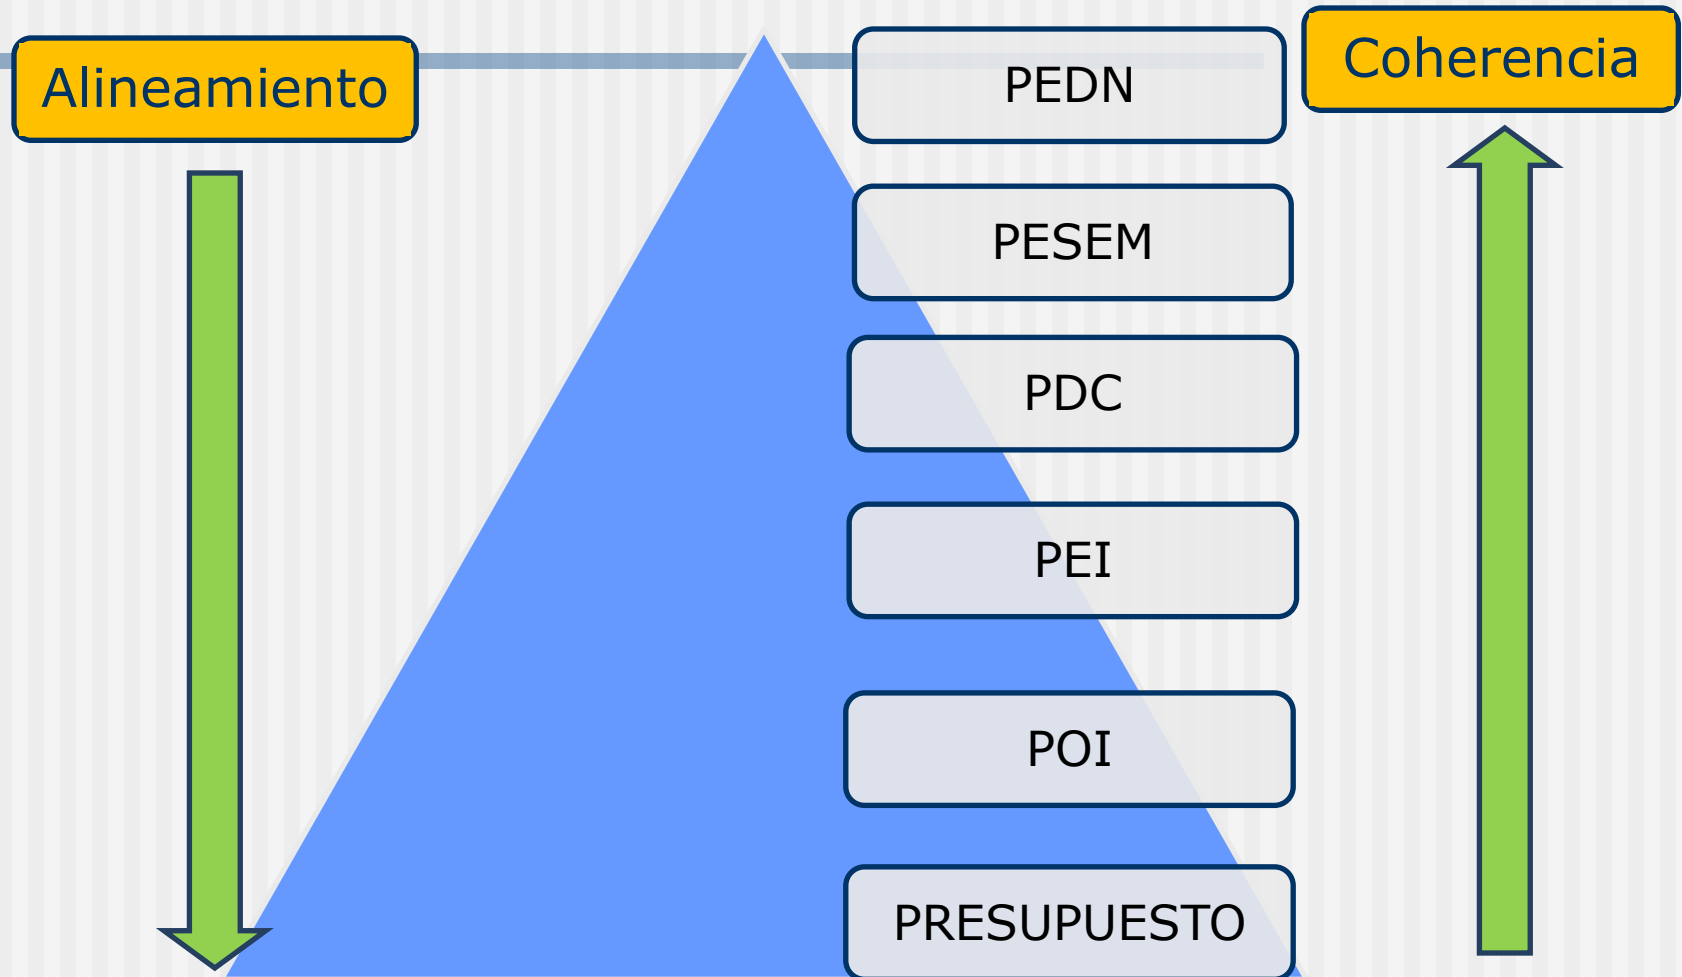 Alineamiento
PEDN
Coherencia
PESEM
PDC
PEI
POI
PRESUPUESTO